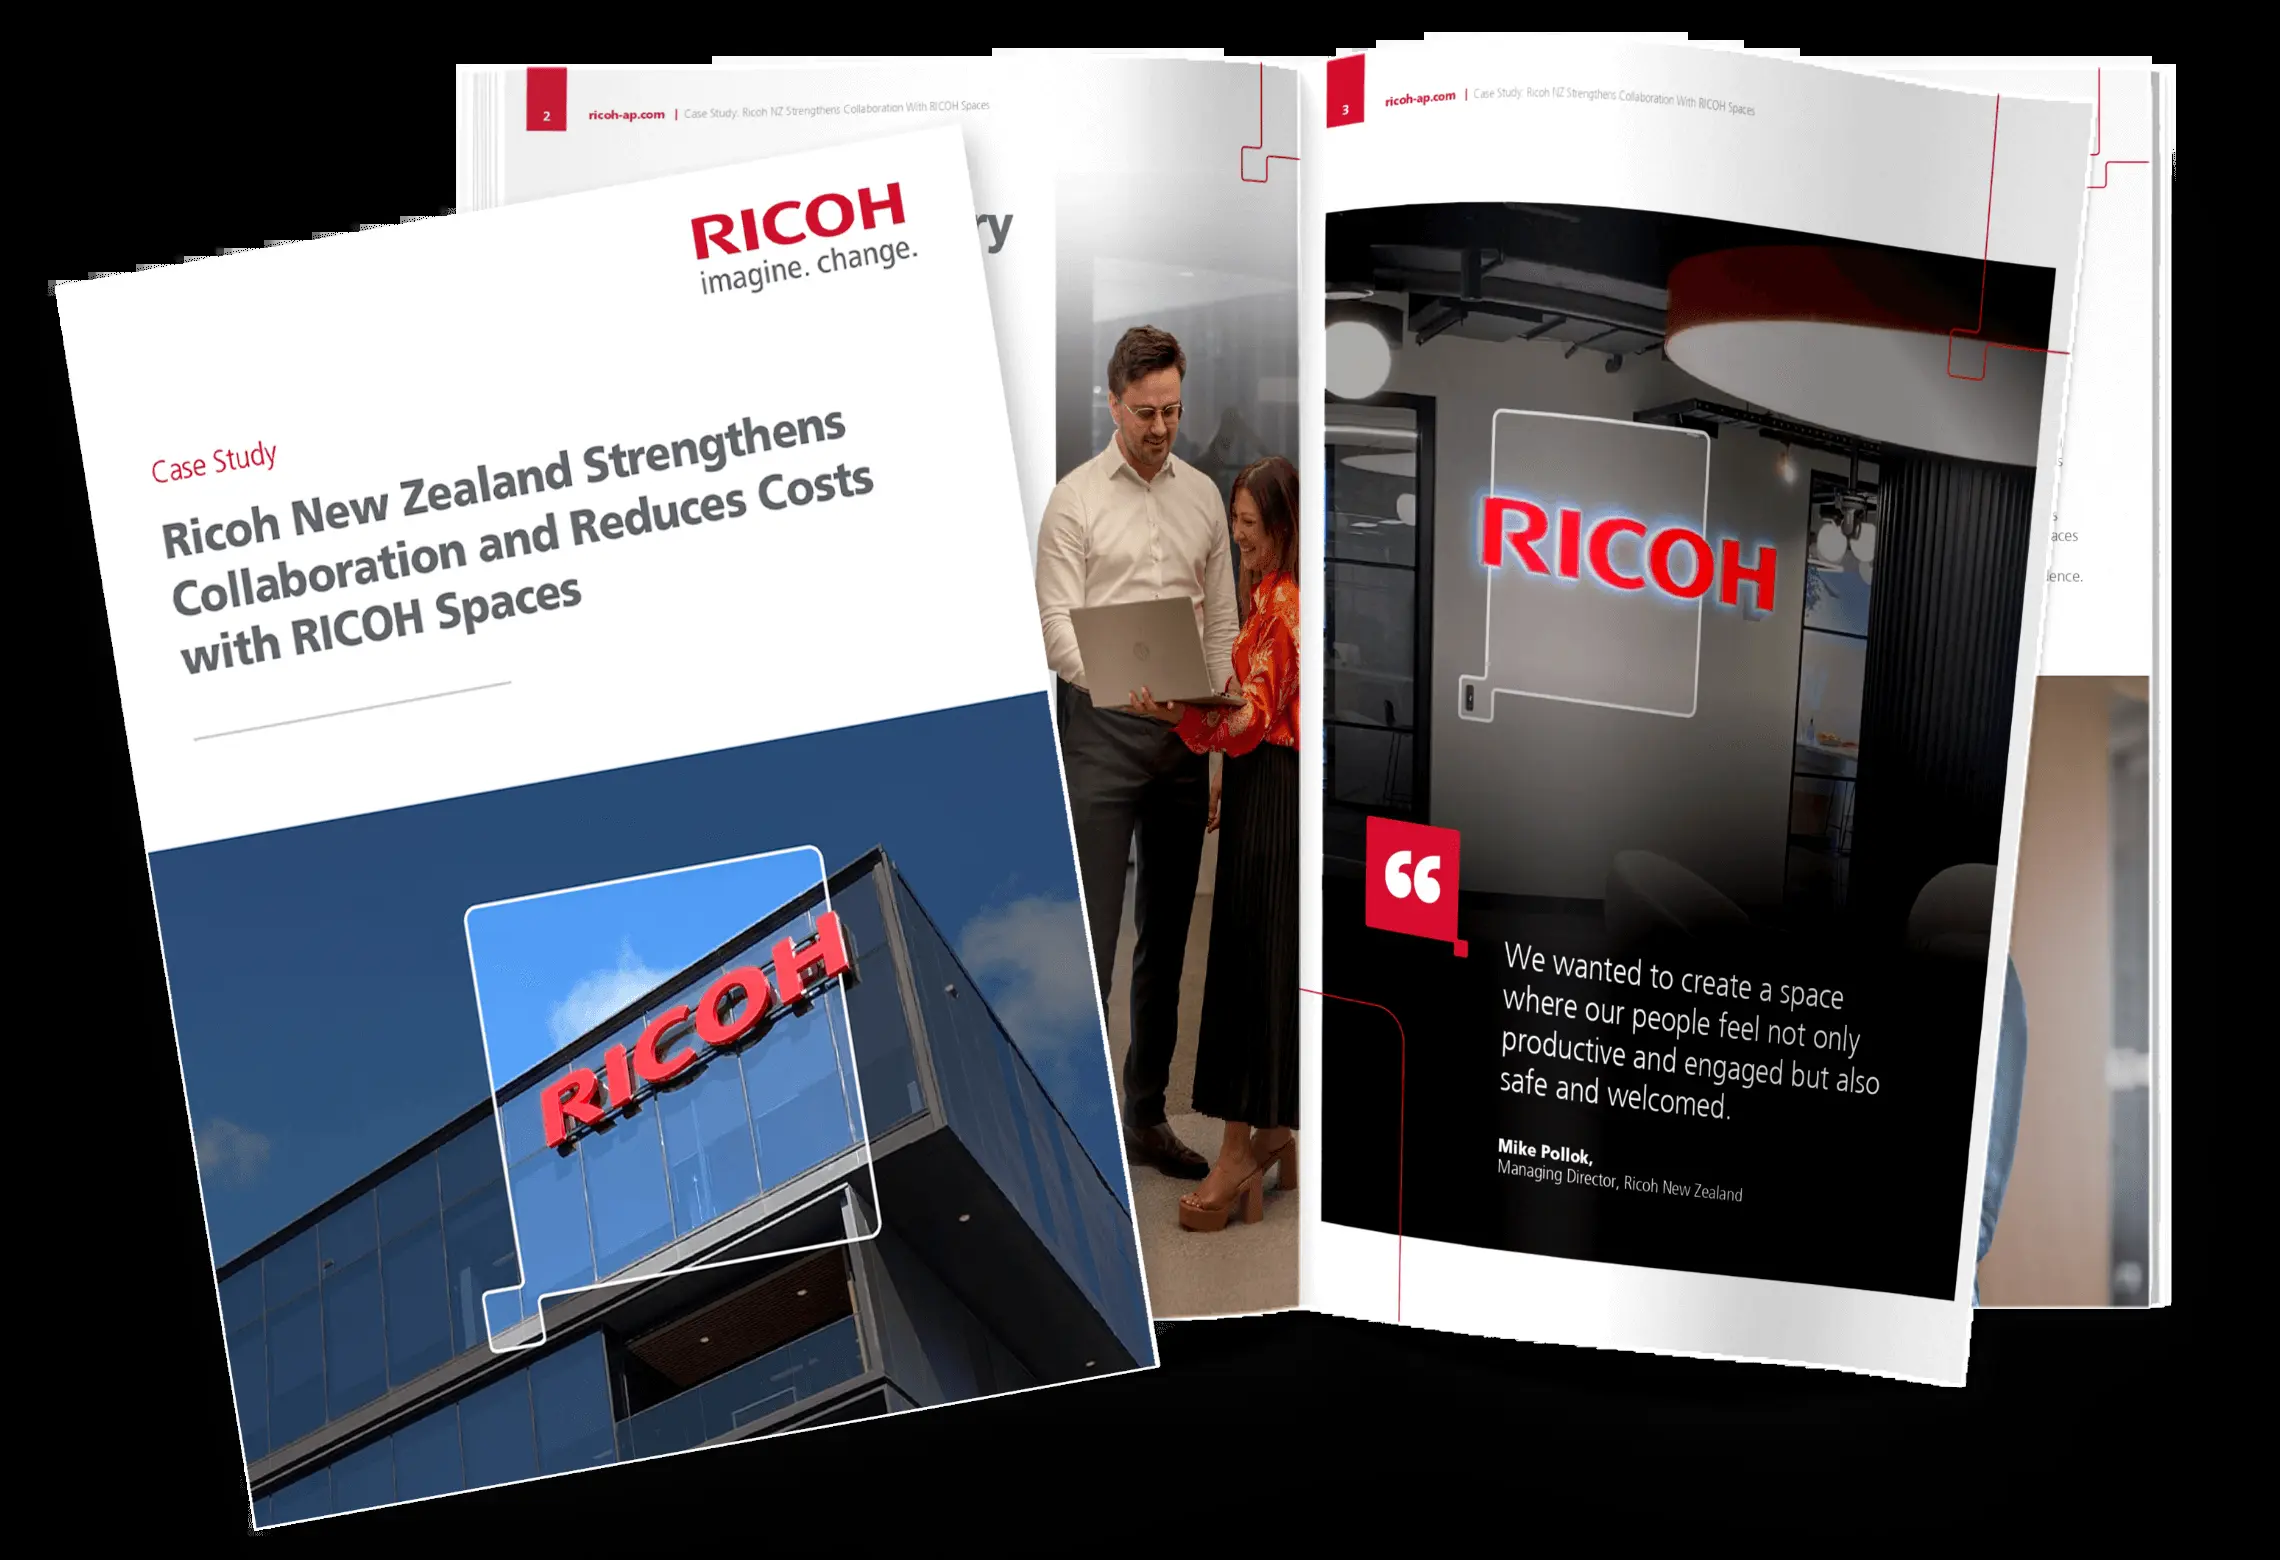 RICOH
imagine. change.
Case Study
Ricoh New Zealand Strengthens
Collaboration and Reduces Costs
with RICOH Spaces
RICOH
2
ricoh-ap.com | Case Study: Ricoh NZ Strengthens Collaboration With RICOH Spaces
ry
3
ricoh-ap.com | Case Study: Ricoh NZ Strengthens Collaboration With RICOH Spaces
RICOH
“
We wanted to create a space
where our people feel not only
productive and engaged but also
safe and welcomed.
Mike Pollok,
Managing Director, Ricoh New Zealand
s
s
aces
lence.